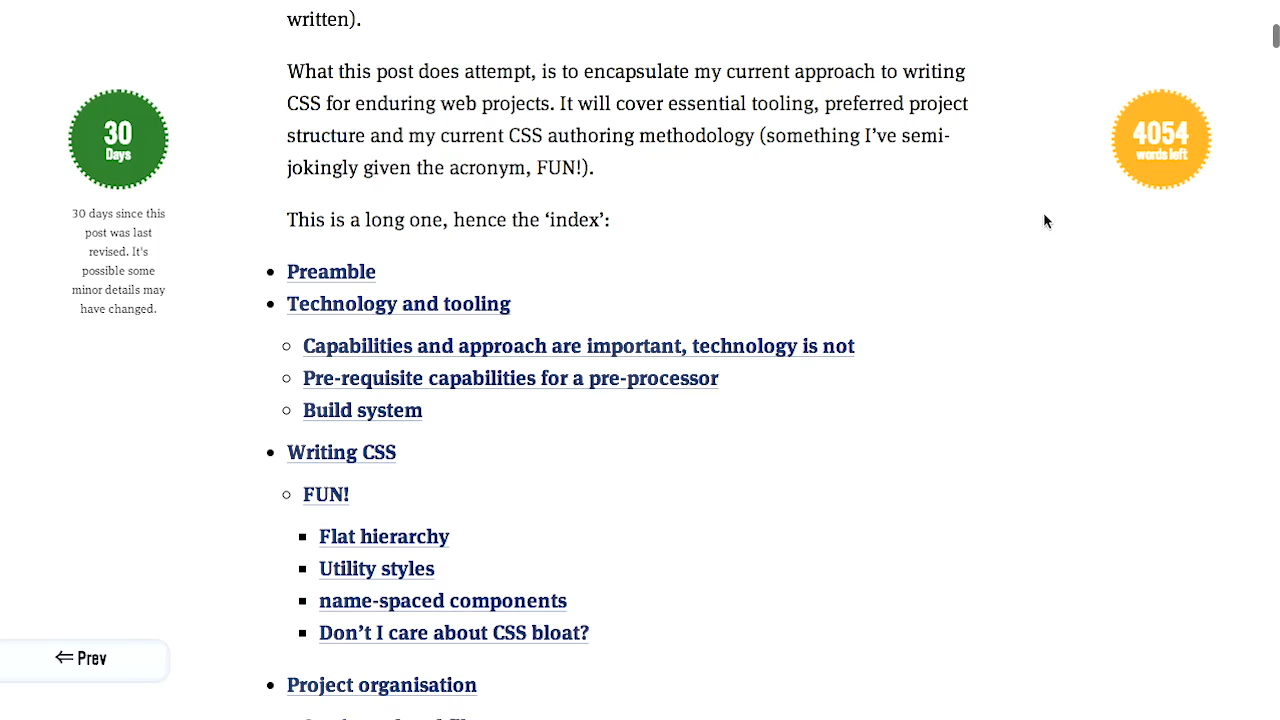 written).
What this post does attempt, is to encapsulate my current approach to writing
CSS for enduring web projects. It will cover essential tooling, preferred project
structure and my current CSS authoring methodology (something I’ve semi-
jokingly given the acronym, FUN!).
This is a long one, hence the ‘index’:
Preamble
Technology and tooling
Capabilities and approach are important, technology is not
Pre-requisite capabilities for a pre-processor
Build system
Writing CSS
FUN!
Flat hierarchy
Utility styles
name-spaced components
Don’t I care about CSS bloat?
Project organisation
30
Days
30 days since this
post was last
revised. It's
possible some
minor details may
have changed.
4054
words left
⇐ Prev